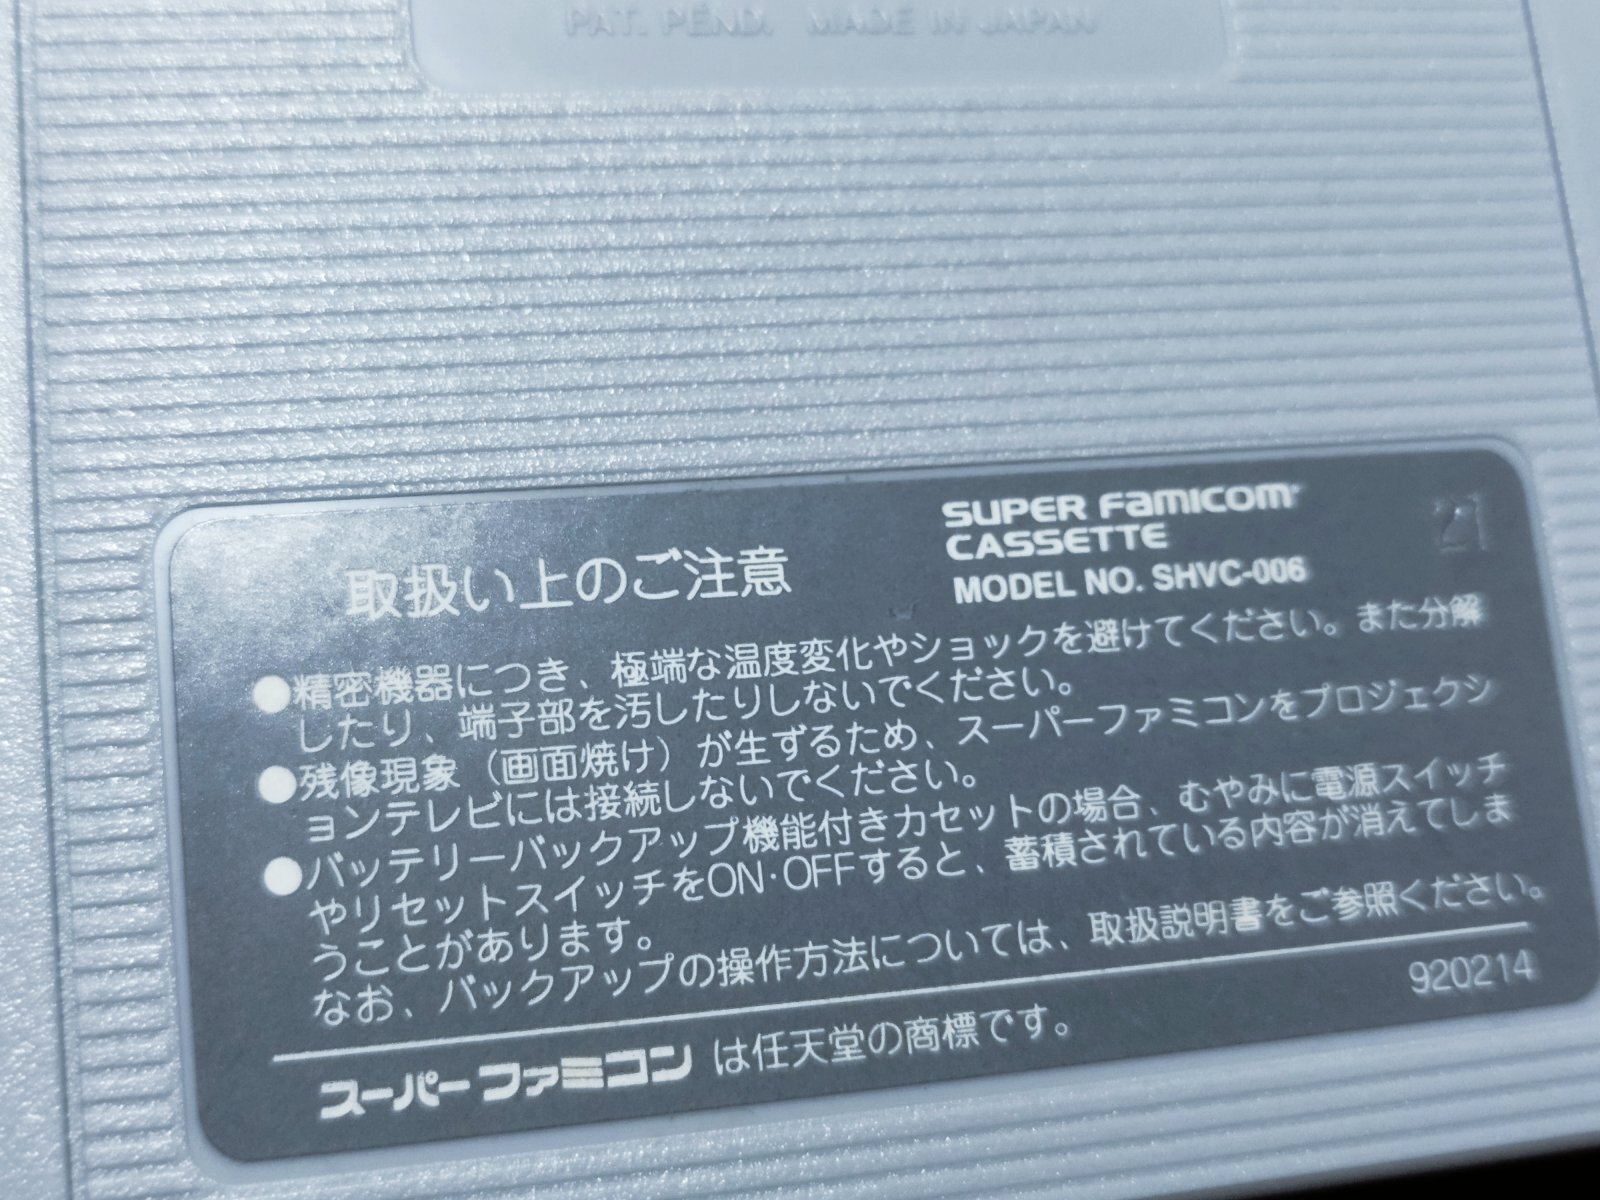 PAT. PEND. MADE IN JAPAN
取扱い上のご注意
SUPER FAMICOM
CASSETTE
MODEL NO. SHVC-006
21
●精密機器につき、極端な温度変化やショックを避けてください。また分解
したり、端子部を汚したりしないでください。
●残像現象（画面焼け）が生ずるため、スーパーファミコンをプロジェクシ
ョンテレビには接続しないでください。
●バッテリーバックアップ機能付きカセットの場合、むやみに電源スイッチ
やリセットスイッチをON·OFFすると、蓄積されている内容が消えてしま
うことがあります。
なお、バックアップの操作方法については、取扱説明書をご参照ください。
920214
スーパーファミコン は任天堂の商標です。